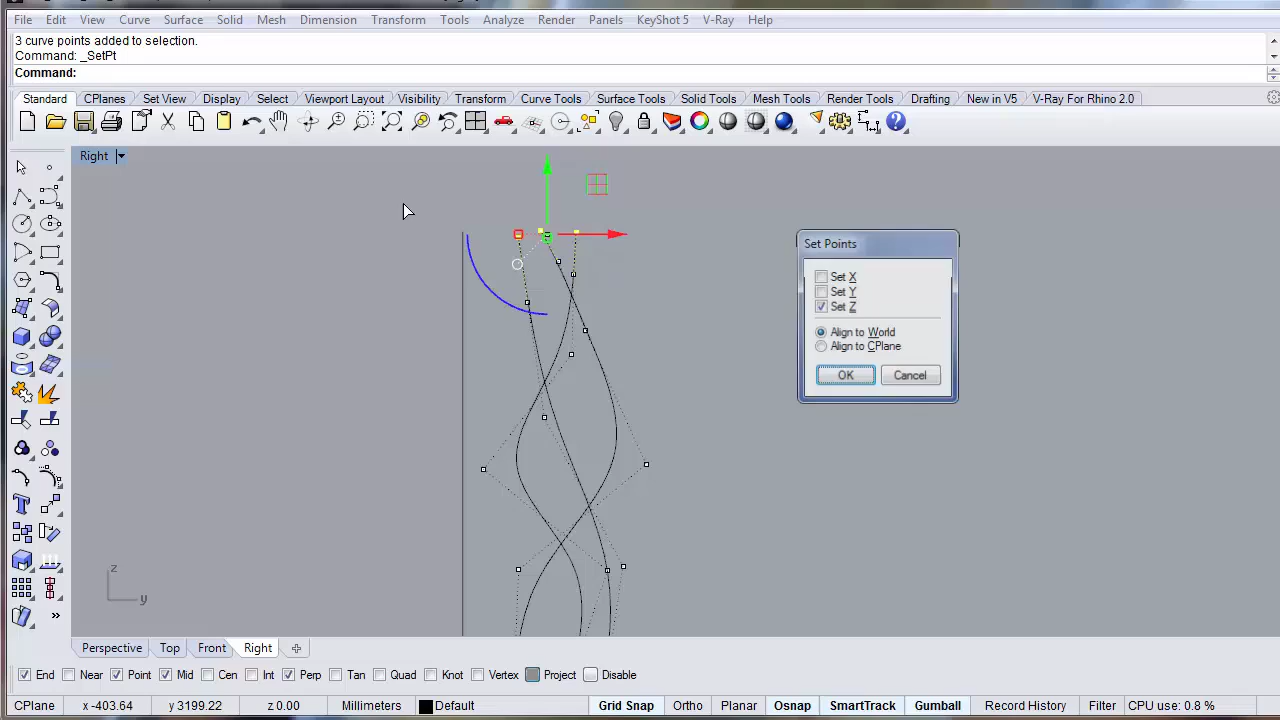 File Edit View Curve Surface Solid Mesh Dimension Transform Tools Analyze Render Panels KeyShot 5 V-Ray Help
3 curve points added to selection.
Command: _SetPt
Command:
Standard CPlanes Set View Display Select Viewport Layout Visibility Transform Curve Tools Surface Tools Solid Tools Mesh Tools Render Tools Drafting New in V5 V-Ray For Rhino 2.0
Right
Set Points
Set X
Set Y
Set Z
Align to World
Align to CPlane
OK Cancel
z
y
Perspective Top Front Right
End Near Point Mid Cen Int Perp Tan Quad Knot Vertex Project Disable
CPlane x -403.64 y 3199.22 z 0.00 Millimeters Default Grid Snap Ortho Planar Osnap SmartTrack Gumball Record History Filter CPU use: 0.8 %